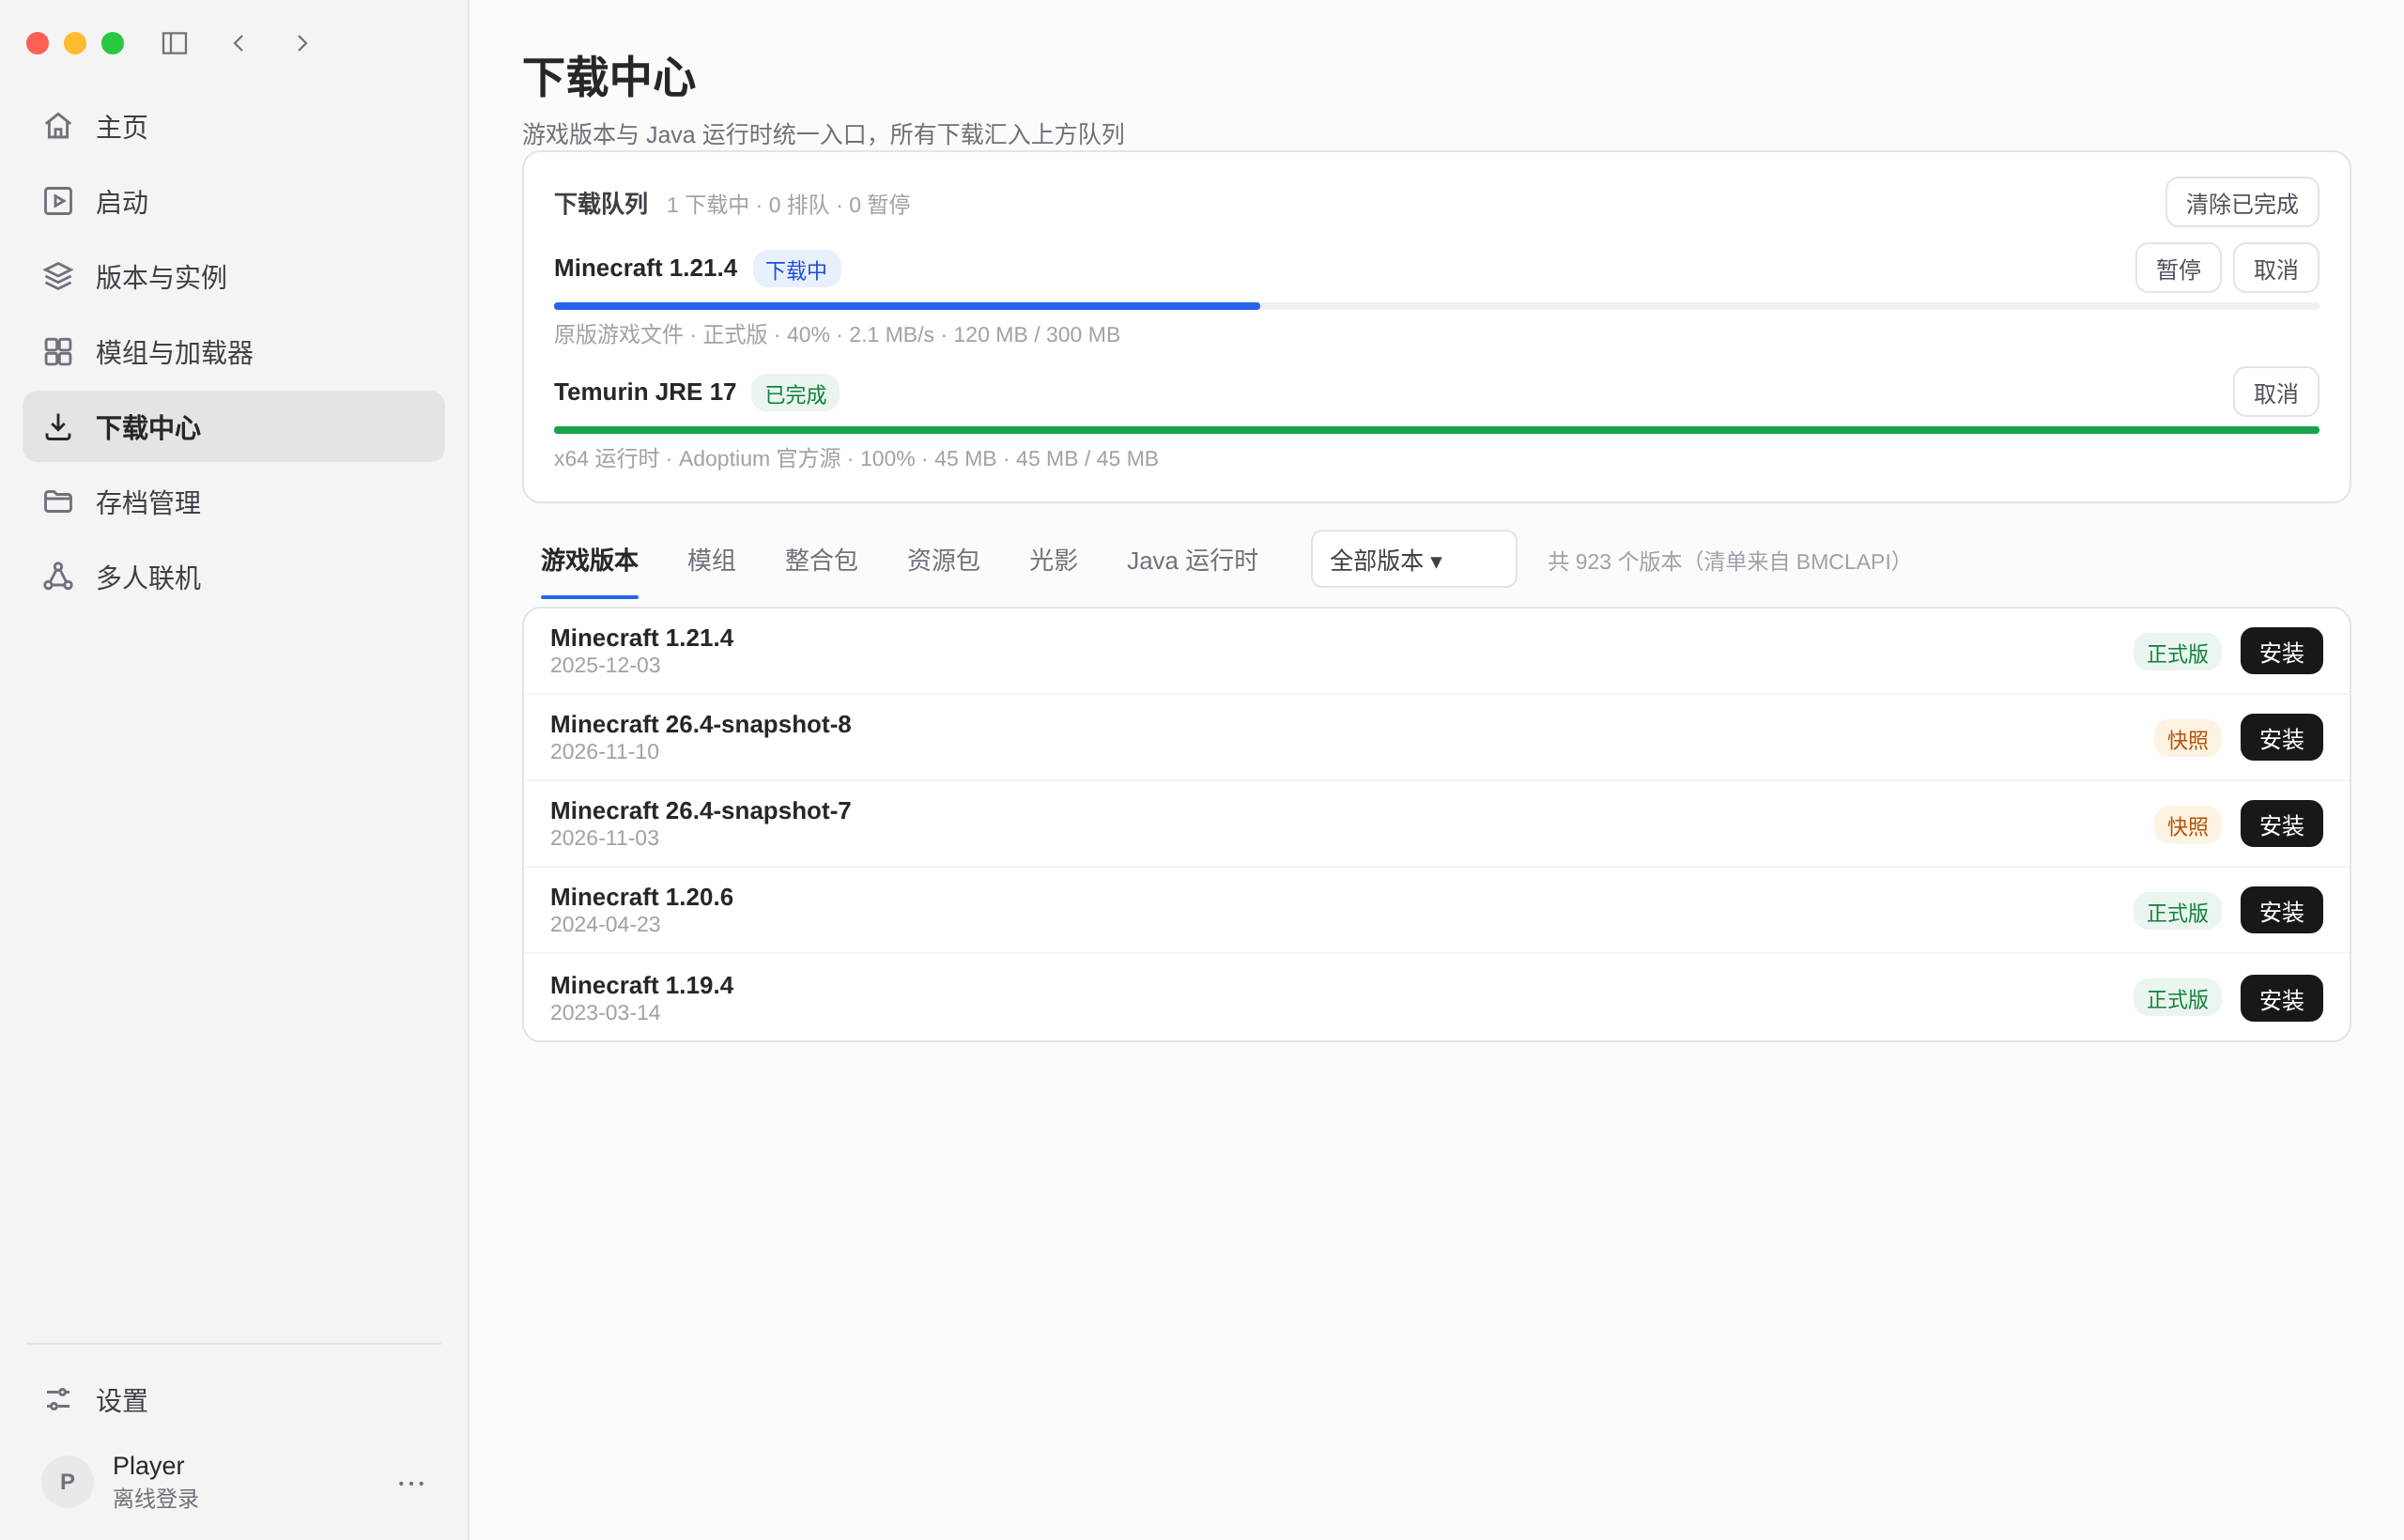 主页
启动
版本与实例
模组与加载器
下载中心
存档管理
多人联机
设置
P
Player
离线登录
下载中心
游戏版本与 Java 运行时统一入口，所有下载汇入上方队列
下载队列 1 下载中 · 0 排队 · 0 暂停 清除已完成
Minecraft 1.21.4 下载中 暂停 取消
原版游戏文件 · 正式版 · 40% · 2.1 MB/s · 120 MB / 300 MB
Temurin JRE 17 已完成 取消
x64 运行时 · Adoptium 官方源 · 100% · 45 MB · 45 MB / 45 MB
游戏版本 模组 整合包 资源包 光影 Java 运行时 全部版本 ▾ 共 923 个版本（清单来自 BMCLAPI）
Minecraft 1.21.4
2025-12-03
正式版 安装
Minecraft 26.4-snapshot-8
2026-11-10
快照 安装
Minecraft 26.4-snapshot-7
2026-11-03
快照 安装
Minecraft 1.20.6
2024-04-23
正式版 安装
Minecraft 1.19.4
2023-03-14
正式版 安装